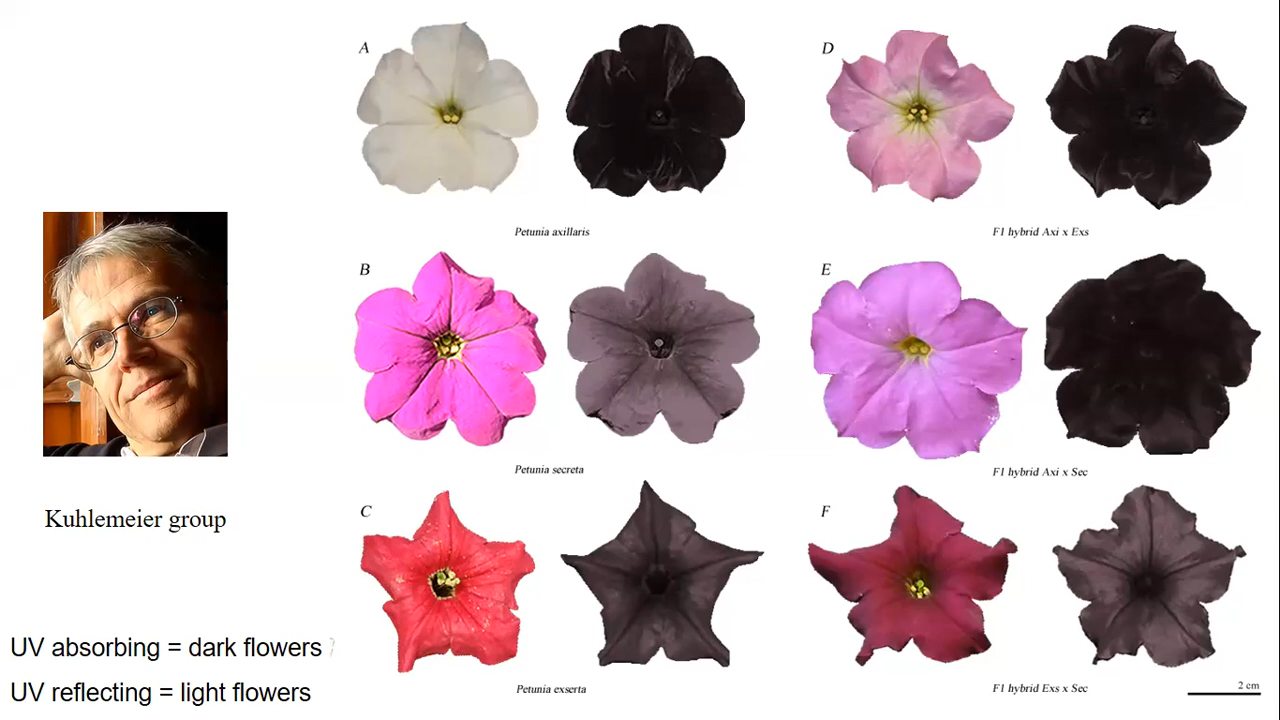 A
D
Petunia axillaris
F1 hybrid Axi x Exs
B
E
Petunia secreta
F1 hybrid Axi x Sec
Kuhlemeier group
C
F
UV absorbing = dark flowers
UV reflecting = light flowers
Petunia exserta
F1 hybrid Exs x Sec
2 cm